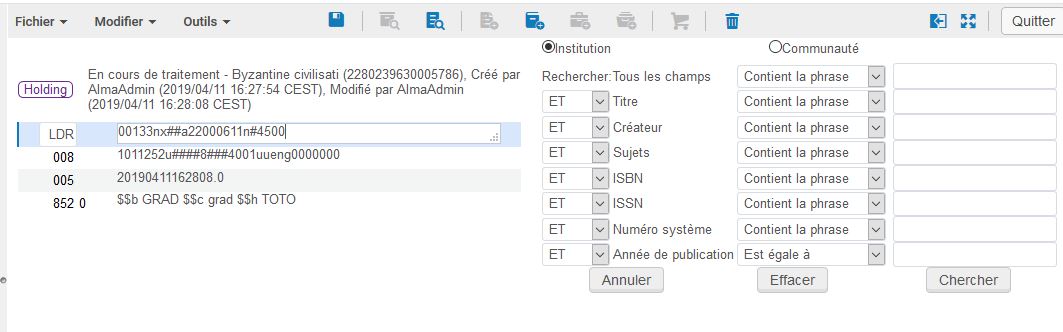 Fichier Modifier Outils Quitter
Institution Communauté
Holding
En cours de traitement - Byzantine civilisati (2280239630005786), Créé par
AlmaAdmin (2019/04/11 16:27:54 CEST), Modifié par AlmaAdmin
(2019/04/11 16:28:08 CEST)
LDR 00133nx##a22000611n#4500
008 1011252u####8###4001uueng0000000
005 20190411162808.0
852 0 $$b GRAD $$c grad $$h TOTO
Rechercher:Tous les champs Contient la phrase
ET Titre Contient la phrase
ET Créateur Contient la phrase
ET Sujets Contient la phrase
ET ISBN Contient la phrase
ET ISSN Contient la phrase
ET Numéro système Contient la phrase
ET Année de publication Est égale à
Annuler Effacer Chercher